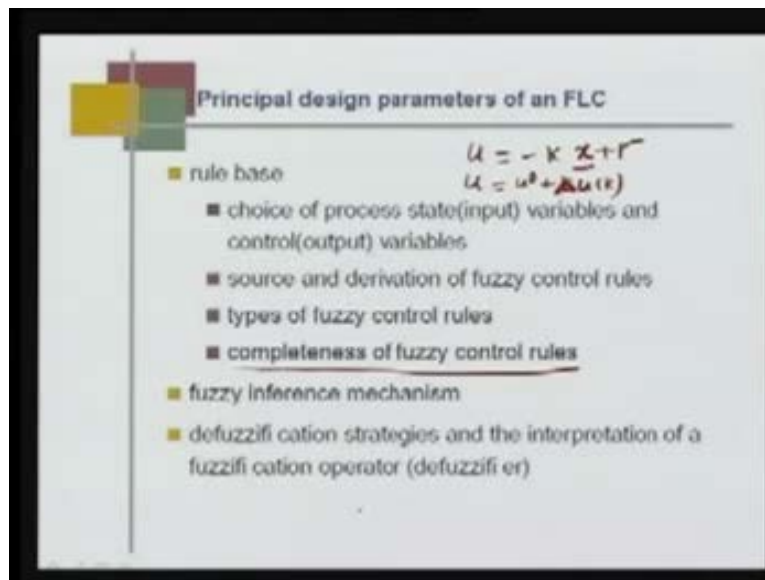 Principal design parameters of an FLC
u = -K x + r
rule base
u = u⁰ + Δu(k)
choice of process state(input) variables and
control(output) variables
source and derivation of fuzzy control rules
types of fuzzy control rules
completeness of fuzzy control rules
fuzzy inference mechanism
defuzzifi cation strategies and the interpretation of a
fuzzifi cation operator (defuzzifi er)